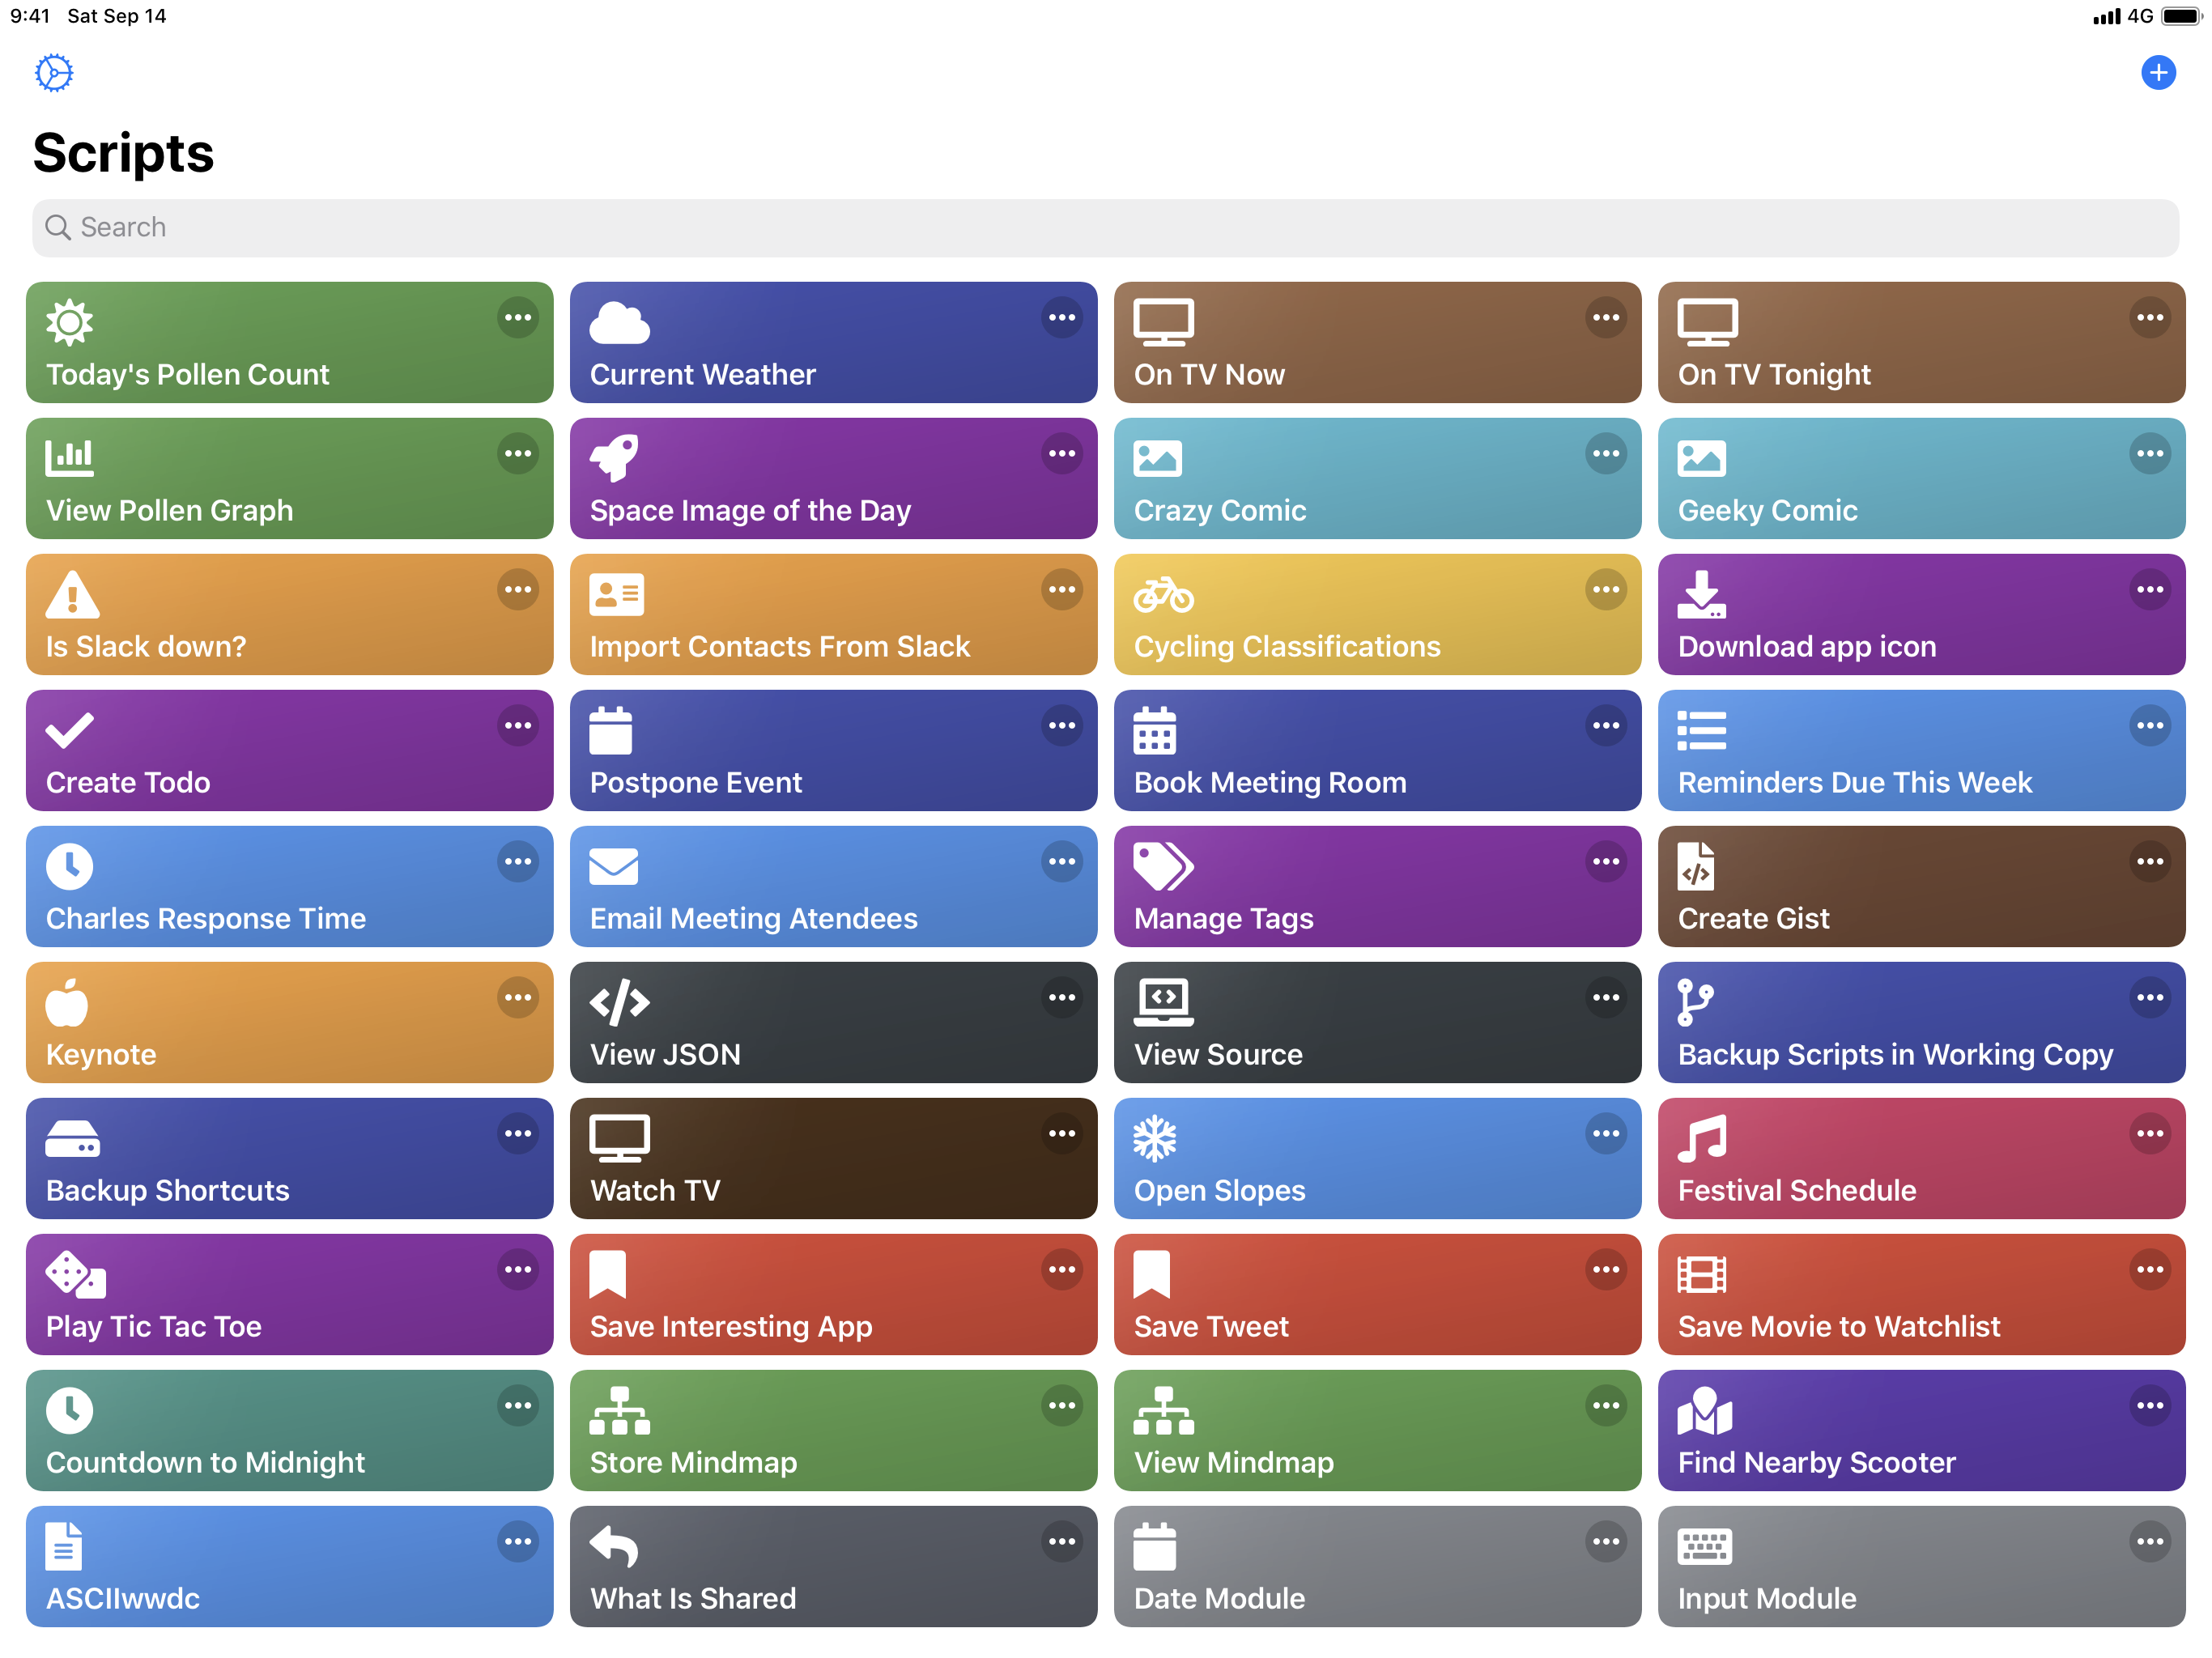 9:41 Sat Sep 14 4G
Scripts
Search
Today's Pollen Count
Current Weather
On TV Now
On TV Tonight
View Pollen Graph
Space Image of the Day
Crazy Comic
Geeky Comic
Is Slack down?
Import Contacts From Slack
Cycling Classifications
Download app icon
Create Todo
Postpone Event
Book Meeting Room
Reminders Due This Week
Charles Response Time
Email Meeting Atendees
Manage Tags
Create Gist
Keynote
View JSON
View Source
Backup Scripts in Working Copy
Backup Shortcuts
Watch TV
Open Slopes
Festival Schedule
Play Tic Tac Toe
Save Interesting App
Save Tweet
Save Movie to Watchlist
Countdown to Midnight
Store Mindmap
View Mindmap
Find Nearby Scooter
ASCIIwwdc
What Is Shared
Date Module
Input Module